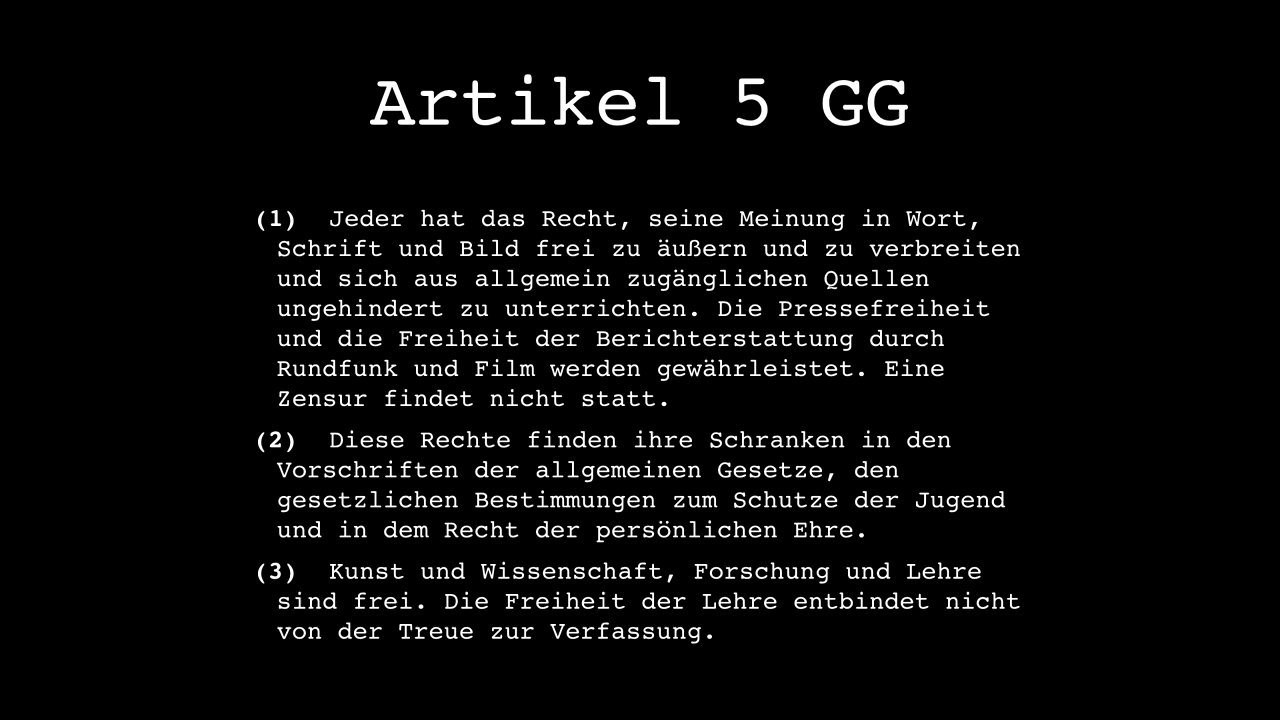 Artikel 5 GG
(1) Jeder hat das Recht, seine Meinung in Wort,
Schrift und Bild frei zu äußern und zu verbreiten
und sich aus allgemein zugänglichen Quellen
ungehindert zu unterrichten. Die Pressefreiheit
und die Freiheit der Berichterstattung durch
Rundfunk und Film werden gewährleistet. Eine
Zensur findet nicht statt.
(2) Diese Rechte finden ihre Schranken in den
Vorschriften der allgemeinen Gesetze, den
gesetzlichen Bestimmungen zum Schutze der Jugend
und in dem Recht der persönlichen Ehre.
(3) Kunst und Wissenschaft, Forschung und Lehre
sind frei. Die Freiheit der Lehre entbindet nicht
von der Treue zur Verfassung.